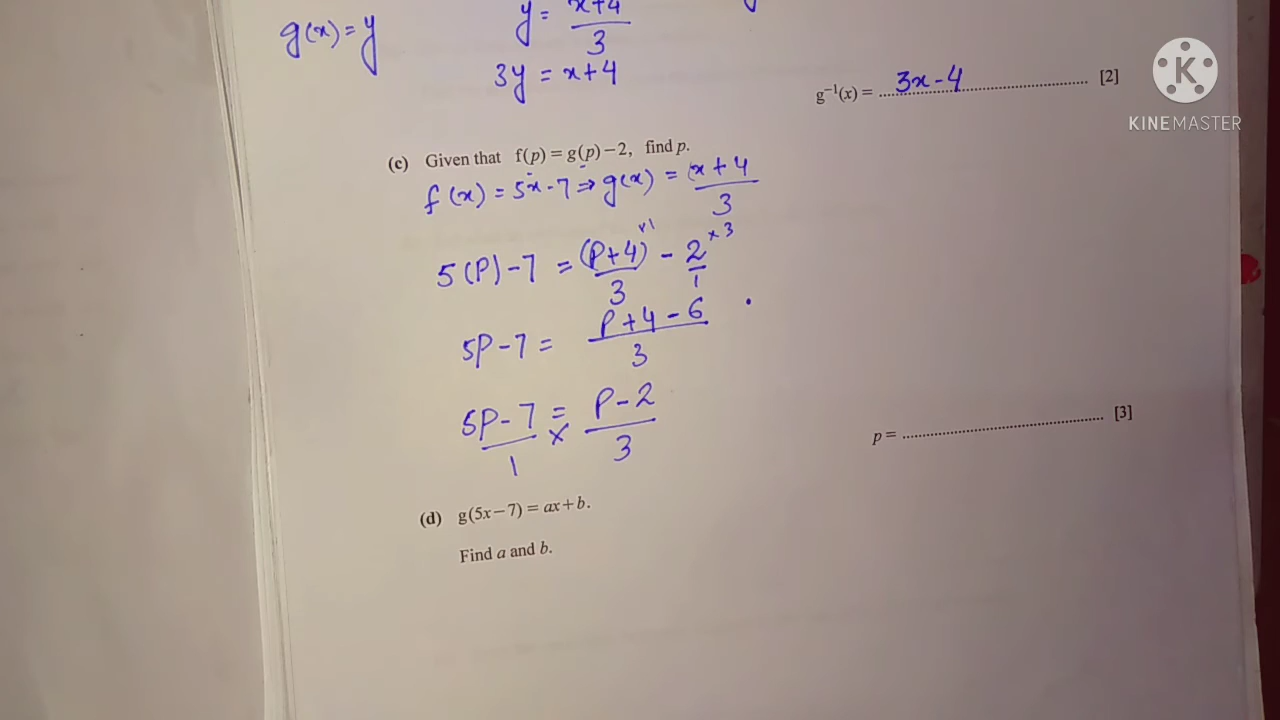 g(x) = y
y = x+4
3
3y = x+4
g⁻¹(x) = 3x-4 [2]
KINEMASTER
(c) Given that f(p) = g(p) − 2, find p.
f(x) = 5x-7 ⇒ g(x) = (x+4
3
5(P)-7 = (P+4) ×1 - 2 ×3
3 1
5P-7 = P+4-6
3
5P-7 = P-2
1 × 3
p = [3]
(d) g(5x − 7) = ax + b.
Find a and b.